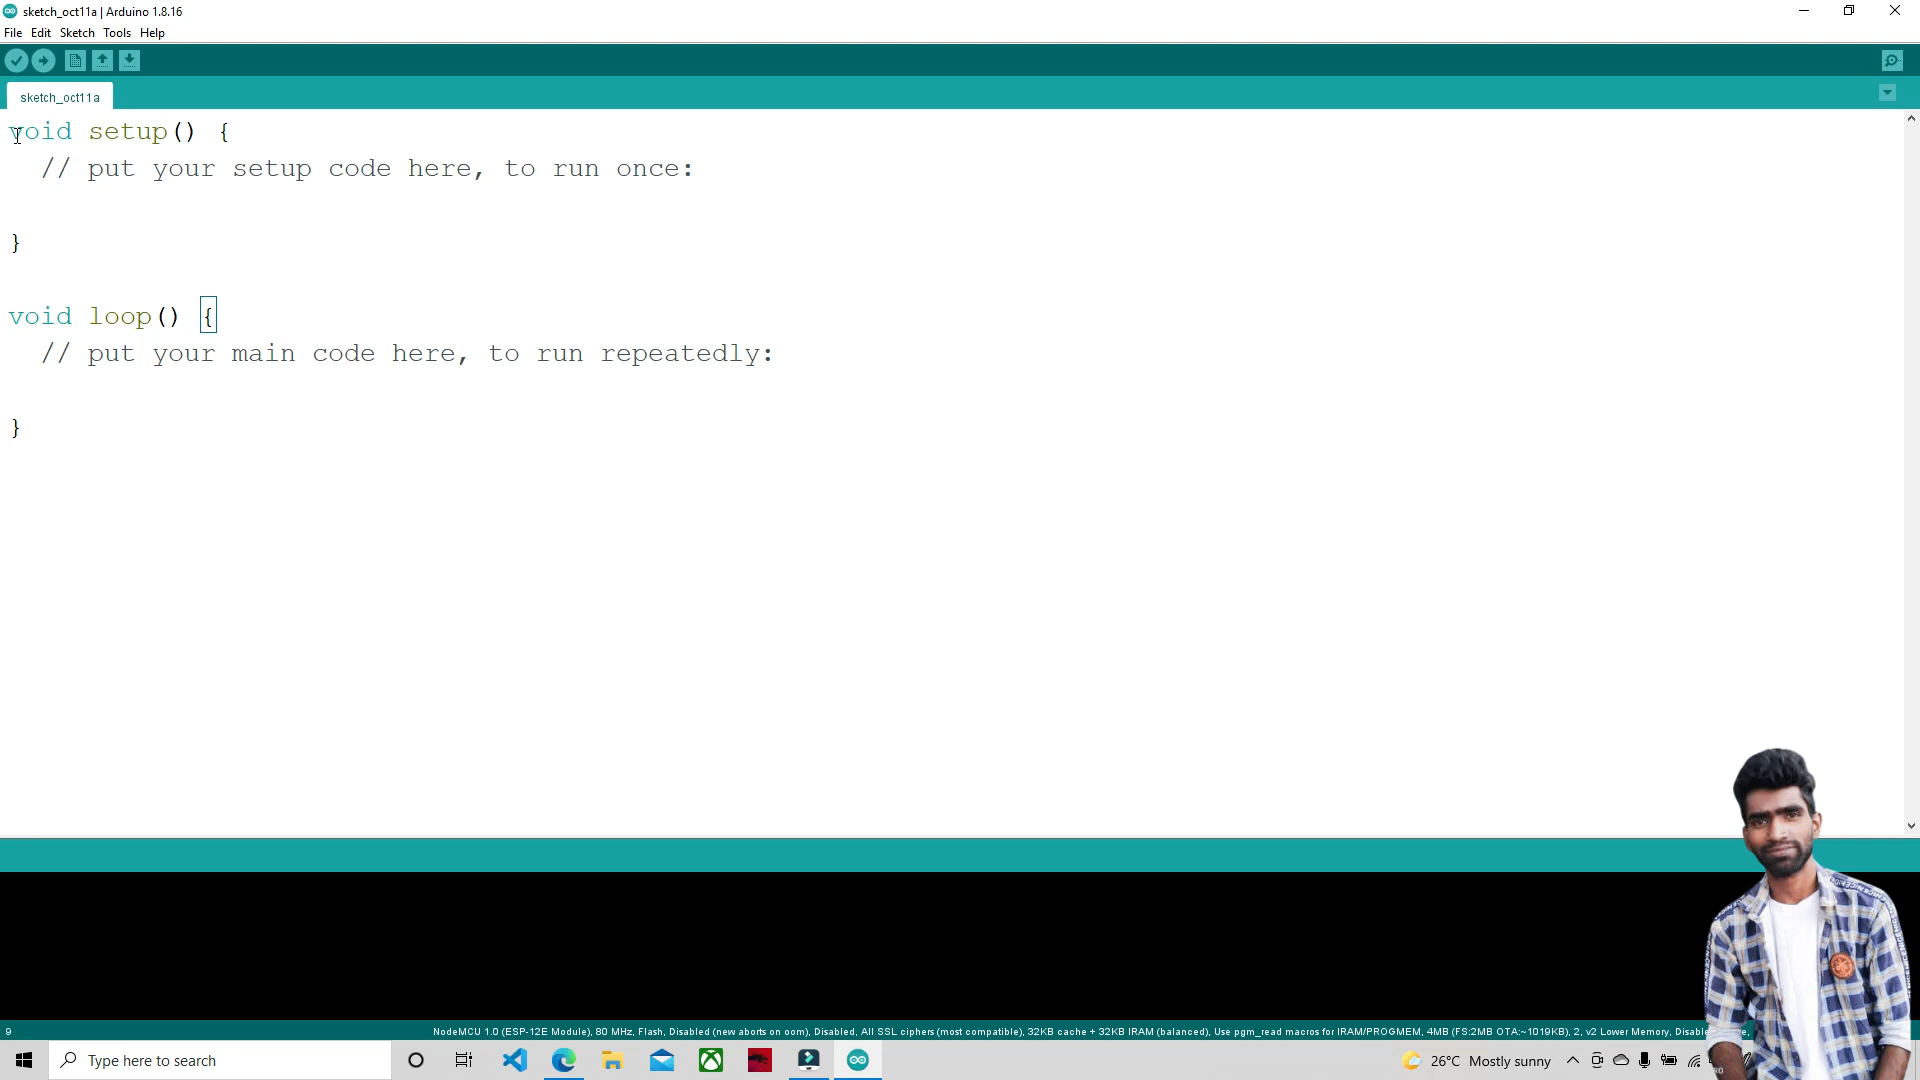 sketch_oct11a | Arduino 1.8.16
File Edit Sketch Tools Help
sketch_oct11a
void setup() {
  // put your setup code here, to run once:
}
void loop() {
  // put your main code here, to run repeatedly:
}
9 NodeMCU 1.0 (ESP-12E Module), 80 MHz, Flash, Disabled (new aborts on oom), Disabled, All SSL ciphers (most compatible), 32KB cache + 32KB IRAM (balanced), Use pgm_read macros for IRAM/PROGMEM, 4MB (FS:2MB OTA:~1019KB), 2, v2 Lower Memory,
Type here to search 26°C Mostly sunny